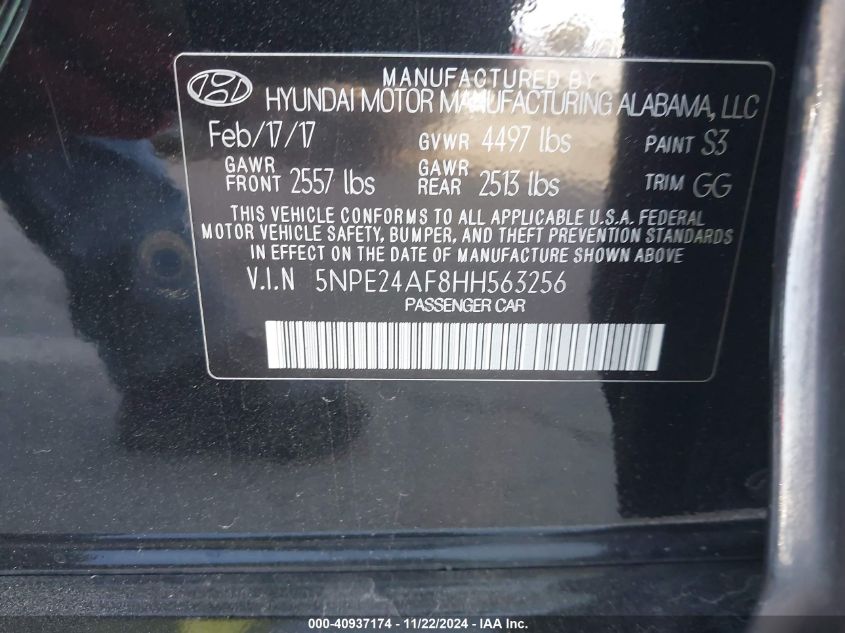 MANUFACTURED BY
HYUNDAI MOTOR MANUFACTURING ALABAMA, LLC
Feb/17/17 GVWR 4497 lbs PAINT S3
GAWR FRONT 2557 lbs GAWR REAR 2513 lbs TRIM GG
THIS VEHICLE CONFORMS TO ALL APPLICABLE U.S.A. FEDERAL
MOTOR VEHICLE SAFETY, BUMPER, AND THEFT PREVENTION STANDARDS
IN EFFECT ON THE DATE OF MANUFACTURE SHOWN ABOVE
V.I.N 5NPE24AF8HH563256
PASSENGER CAR
000-40937174 - 11/22/2024 - IAA Inc.